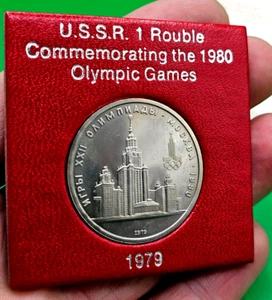 U.S.S.R. 1 Rouble
Commemorating the 1980
Olympic Games
ИГРЫ XXII ОЛИМПИАДЫ • МОСКВА • 1980
1979
1979